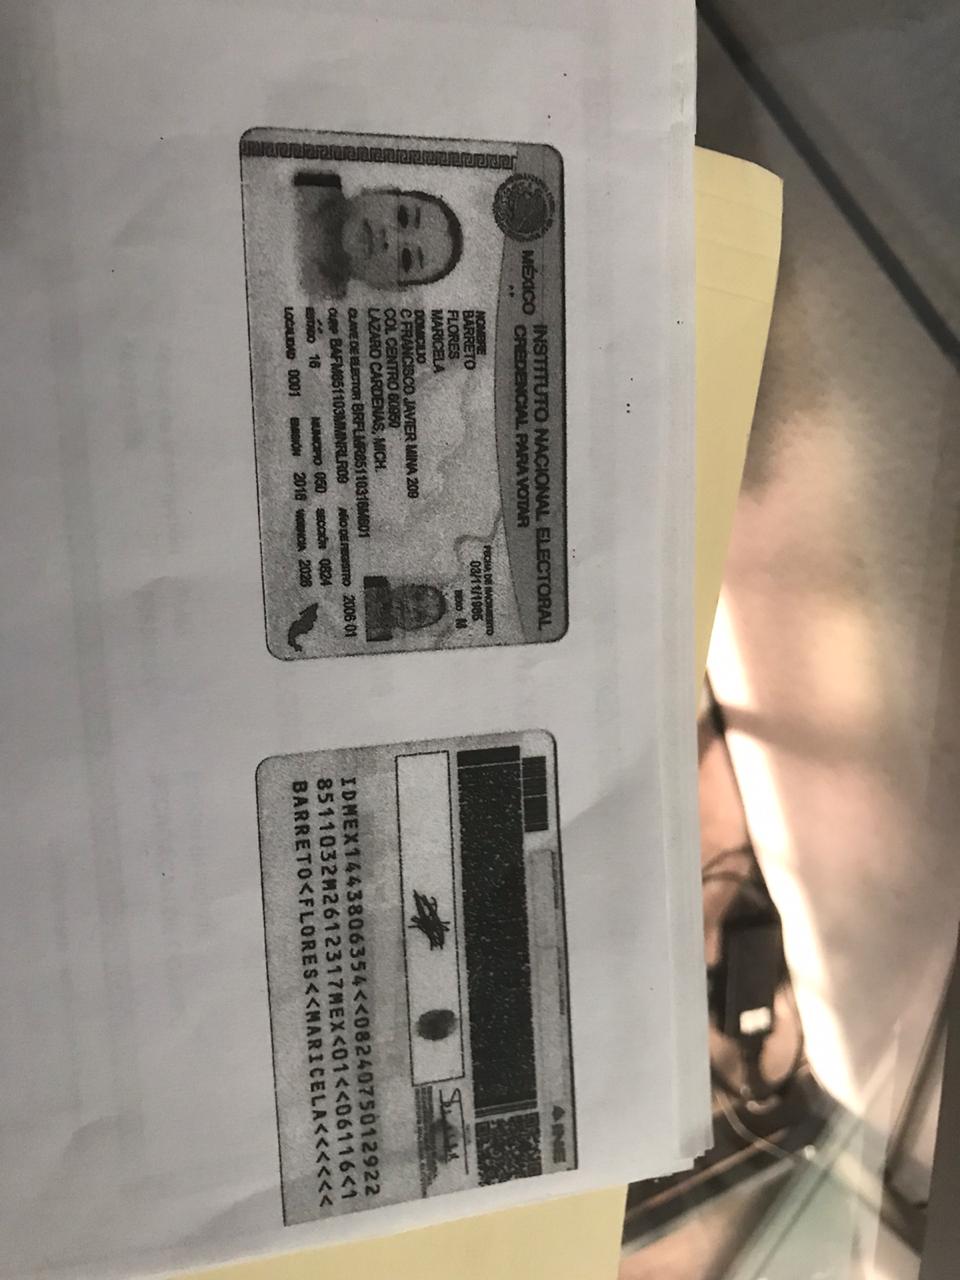 MÉXICO INSTITUTO NACIONAL ELECTORAL
CREDENCIAL PARA VOTAR
NOMBRE
BARRETO
FLORES
MARICELA
FECHA DE NACIMIENTO
03/11/1985
SEXO M
DOMICILIO
C FRANCISCO JAVIER MINA 209
COL CENTRO 60950
LAZARO CARDENAS, MICH.
CLAVE DE ELECTOR BRFLMR85110316M801
CURP BAFM851103MMNRLR09 AÑO DE REGISTRO 2006 01
ESTADO 16 MUNICIPIO 050 SECCIÓN 0824
LOCALIDAD 0001 EMISIÓN 2016 VIGENCIA 2026
INE
IDMEX1443806354<<0824075012922
8511032M2612317MEX<01<<06116<1
BARRETO<FLORES<<MARICELA<<<<<<